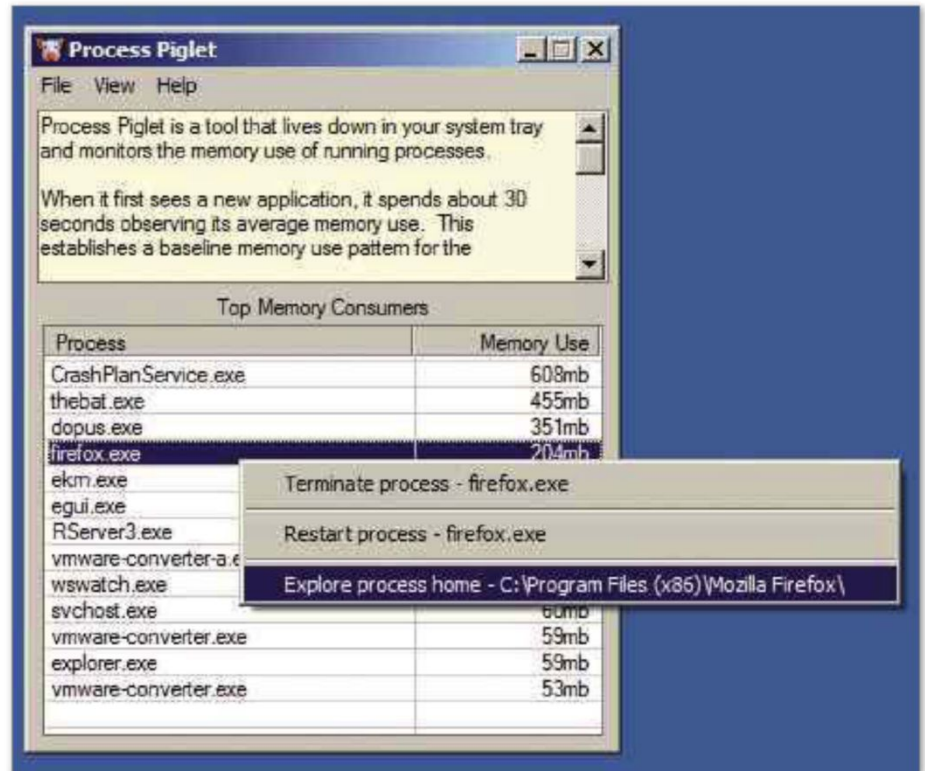 Process Piglet
File View Help
Process Piglet is a tool that lives down in your system tray
and monitors the memory use of running processes.
When it first sees a new application, it spends about 30
seconds observing its average memory use. This
establishes a baseline memory use pattern for the
Top Memory Consumers
Process Memory Use
CrashPlanService.exe 608mb
thebat.exe 455mb
dopus.exe 351mb
firefox.exe 204mb
ekrn.exe
egui.exe
RServer3.exe
vmware-converter-a.e
wswatch.exe
svchost.exe 60mb
vmware-converter.exe 59mb
explorer.exe 59mb
vmware-converter.exe 53mb
Terminate process - firefox.exe
Restart process - firefox.exe
Explore process home - C:\Program Files (x86)\Mozilla Firefox\